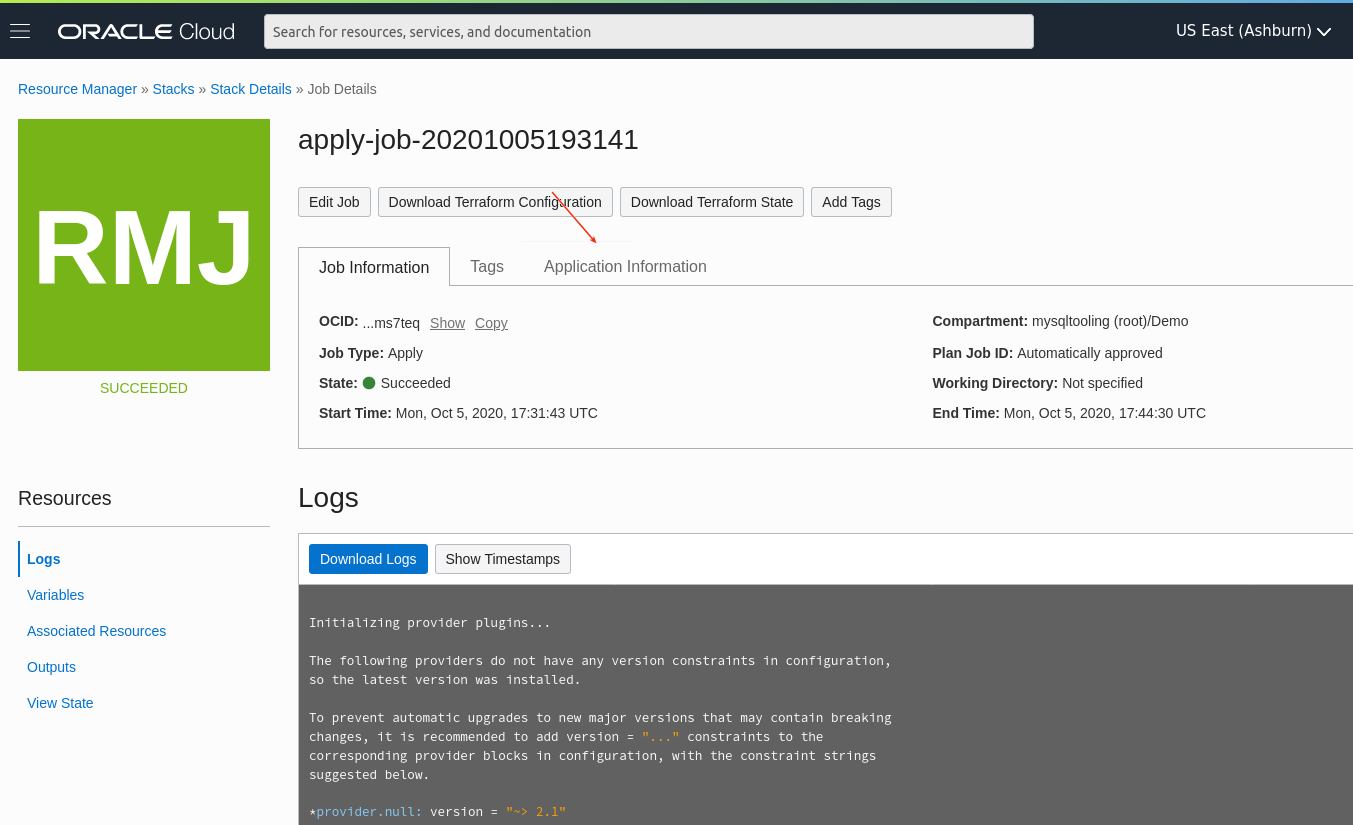 ORACLE Cloud
Search for resources, services, and documentation
US East (Ashburn)
Resource Manager » Stacks » Stack Details » Job Details
RMJ
SUCCEEDED
apply-job-20201005193141
Edit Job
Download Terraform Configuration
Download Terraform State
Add Tags
Job Information
Tags
Application Information
OCID: ...ms7teq Show Copy
Job Type: Apply
State: Succeeded
Start Time: Mon, Oct 5, 2020, 17:31:43 UTC
Compartment: mysqltooling (root)/Demo
Plan Job ID: Automatically approved
Working Directory: Not specified
End Time: Mon, Oct 5, 2020, 17:44:30 UTC
Resources
Logs
Variables
Associated Resources
Outputs
View State
Logs
Download Logs
Show Timestamps
Initializing provider plugins...
The following providers do not have any version constraints in configuration,
so the latest version was installed.
To prevent automatic upgrades to new major versions that may contain breaking
changes, it is recommended to add version = "..." constraints to the
corresponding provider blocks in configuration, with the constraint strings
suggested below.
*provider.null: version = "~> 2.1"